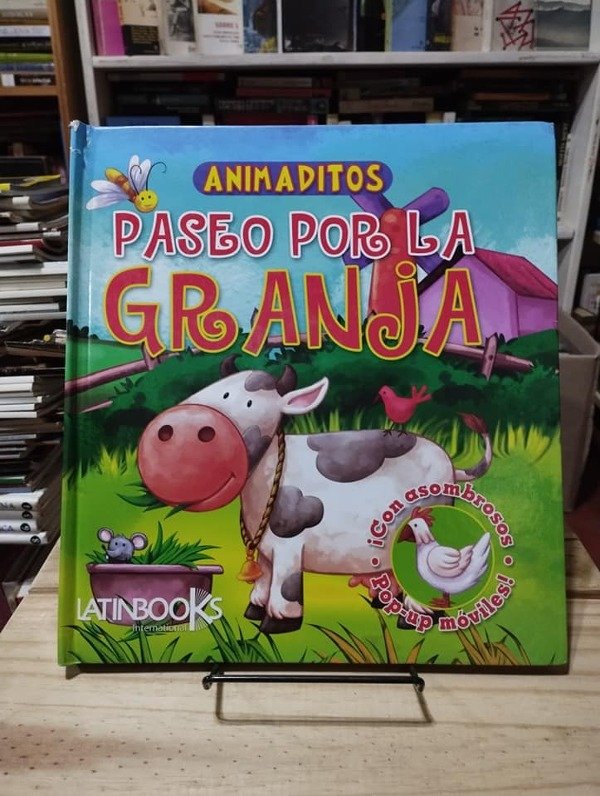 ANIMADITOS
PASEO POR LA
GRANJA
¡Con asombrosos
Pop-up móviles!
LATINBOOKS
International